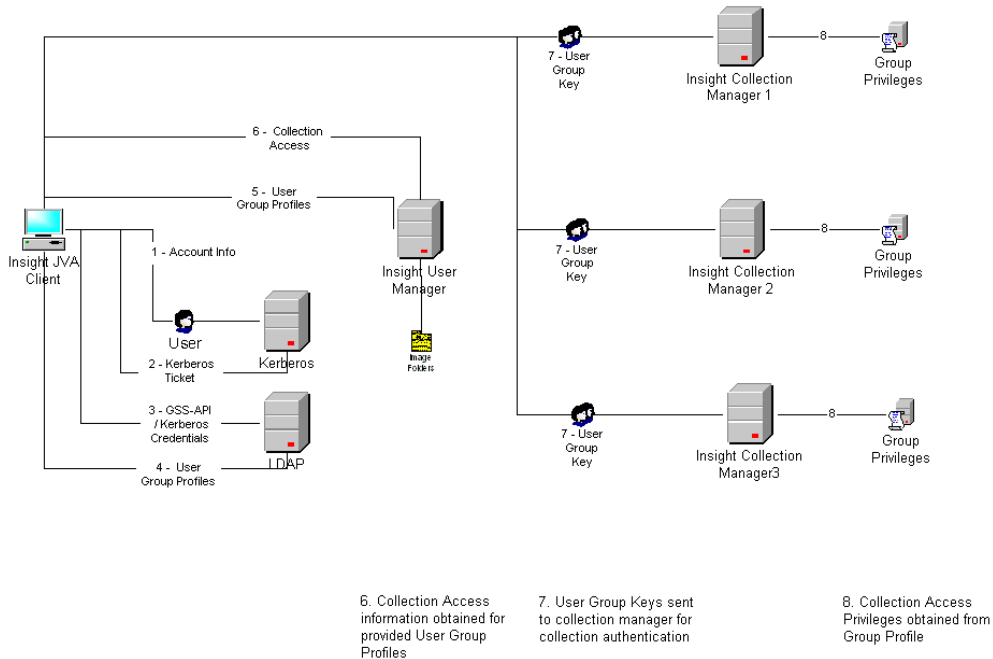 7 - User
Group
Key
8
Insight Collection
Manager 1
Group
Privileges
6 - Collection
Access
5 - User
Group Profiles
Insight JVA
Client
1 - Account Info
Insight User
Manager
7 - User
Group
Key
8
Insight Collection
Manager 2
Group
Privileges
User
Kerberos
2 - Kerberos
Ticket
Image
Folders
3 - GSS-API
/ Kerberos
Credentials
LDAP
4 - User
Group Profiles
7 - User
Group
Key
8
Insight Collection
Manager3
Group
Privileges
6. Collection Access
information obtained for
provided User Group
Profiles
7. User Group Keys sent
to collection manager for
collection authentication
8. Collection Access
Privileges obtained from
Group Profile